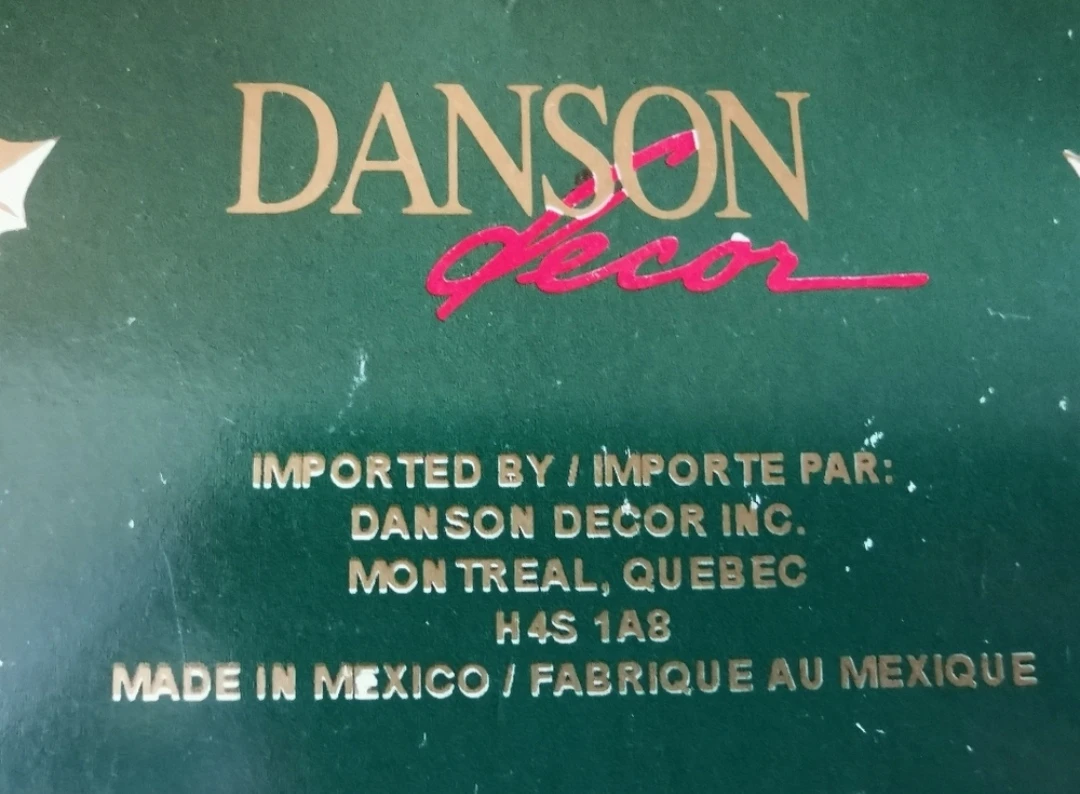 DANSON
decor
IMPORTED BY / IMPORTE PAR:
DANSON DECOR INC.
MONTREAL, QUEBEC
H4S 1A8
MADE IN MEXICO / FABRIQUE AU MEXIQUE